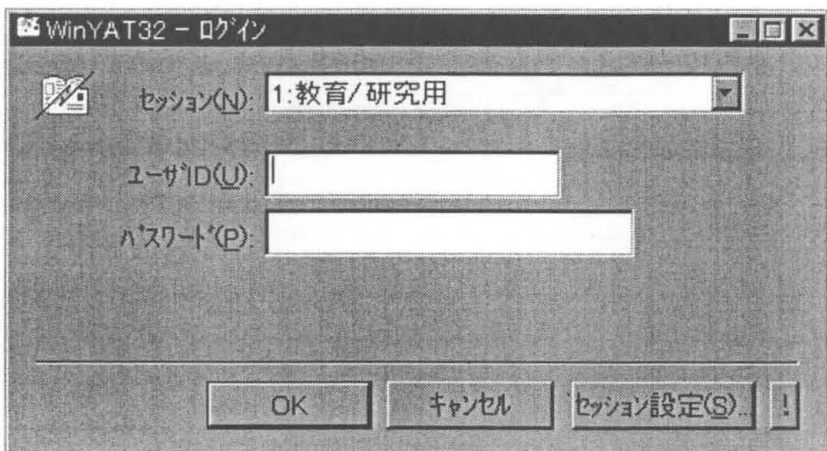 WinYAT32 - ﾛｸﾞｲﾝ
ｾｯｼｮﾝ(N): 1:教育/研究用
ﾕｰｻﾞID(U):
ﾊﾟｽﾜｰﾄﾞ(P):
OK ｷｬﾝｾﾙ ｾｯｼｮﾝ設定(S)... !